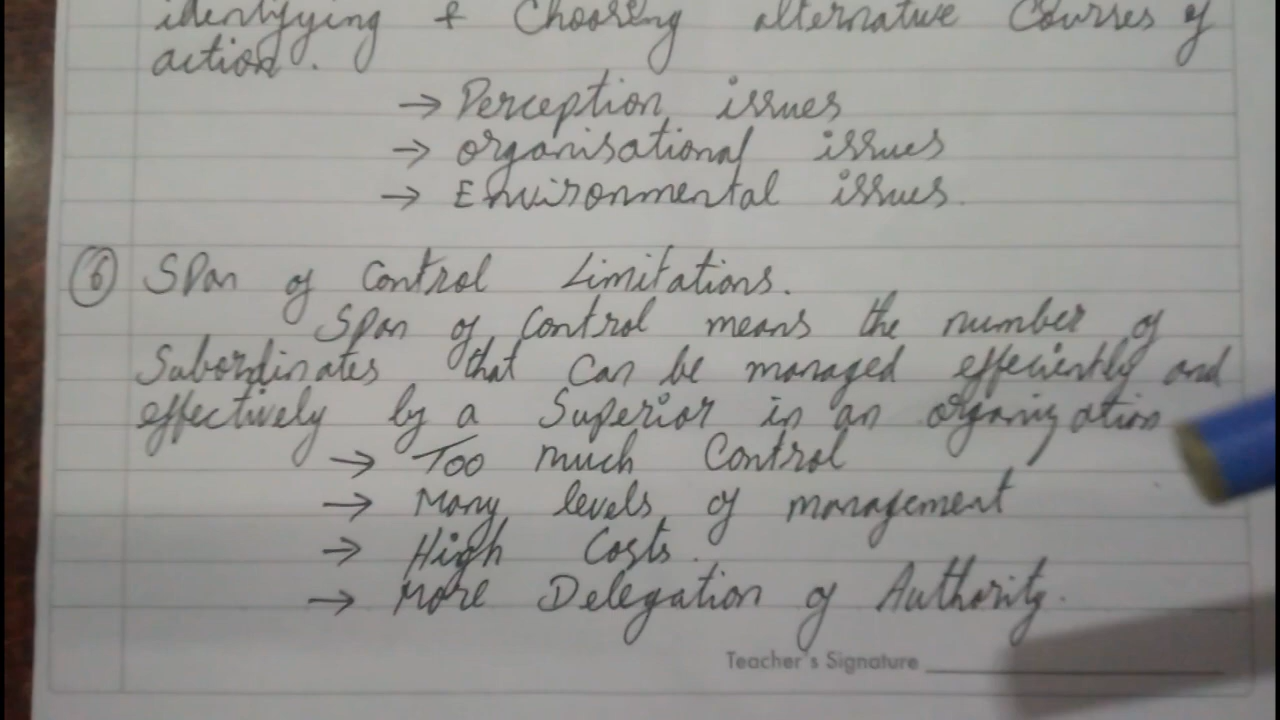 identifying + Choosing alternative Courses of
action.
→ Perception issues
→ organisational issues
→ Environmental issues.
⑥ Span of Control Limitations.
Span of Control means the number of
Subordinates that can be managed effeciently and
effectively by a Superior in an organization
→ Too much Control
→ Many levels of management
→ High Costs.
→ More Delegation of Authority.
Teacher's Signature